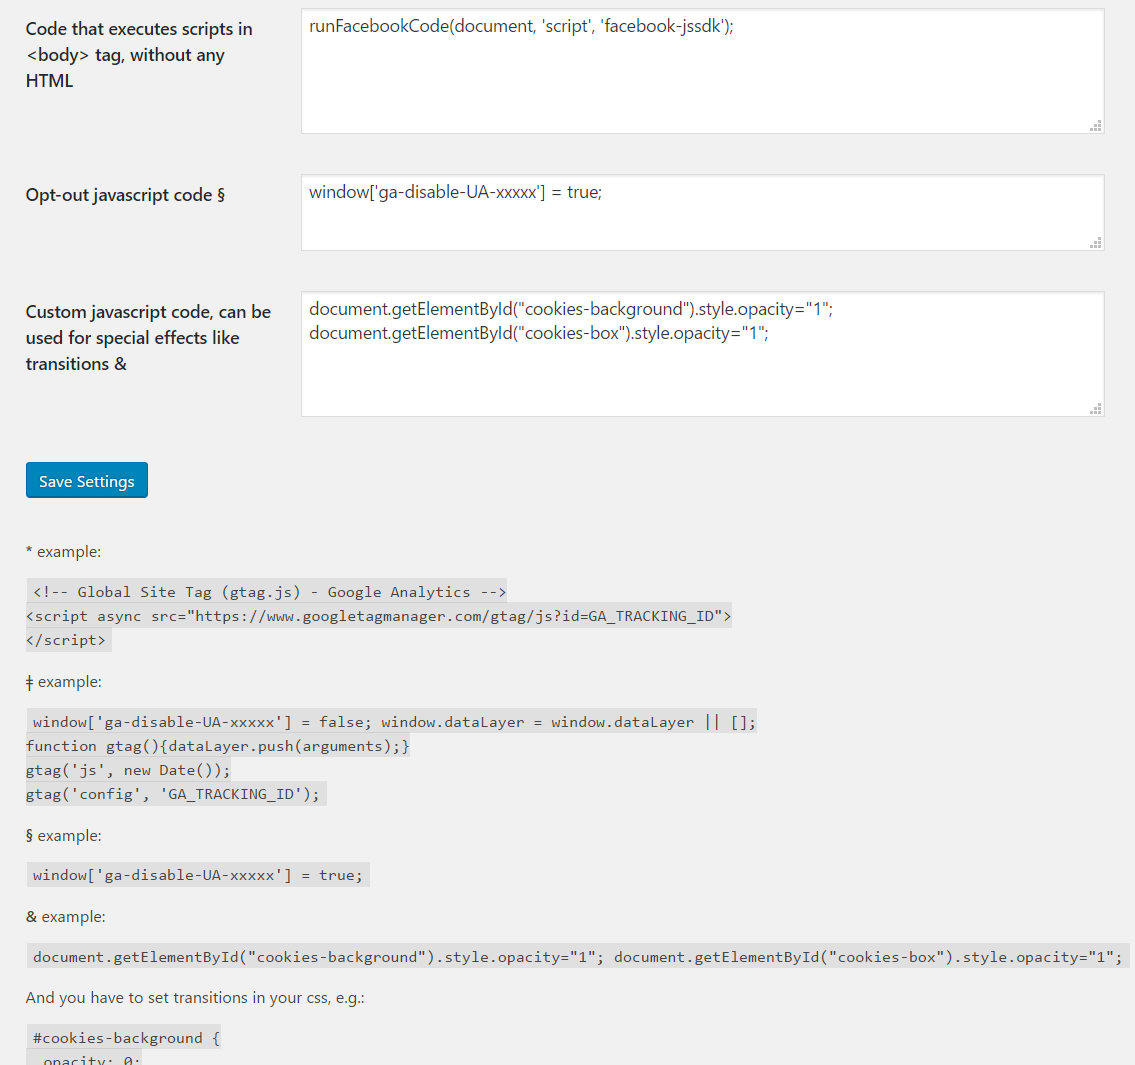 Code that executes scripts in
<body> tag, without any
HTML
runFacebookCode(document, 'script', 'facebook-jssdk');
Opt-out javascript code §
window['ga-disable-UA-xxxxx'] = true;
Custom javascript code, can be
used for special effects like
transitions &
document.getElementById("cookies-background").style.opacity="1";
document.getElementById("cookies-box").style.opacity="1";
Save Settings
* example:
<!-- Global Site Tag (gtag.js) - Google Analytics -->
<script async src="https://www.googletagmanager.com/gtag/js?id=GA_TRACKING_ID">
</script>
ǂ example:
window['ga-disable-UA-xxxxx'] = false; window.dataLayer = window.dataLayer || [];
function gtag(){dataLayer.push(arguments);}
gtag('js', new Date());
gtag('config', 'GA_TRACKING_ID');
§ example:
window['ga-disable-UA-xxxxx'] = true;
& example:
document.getElementById("cookies-background").style.opacity="1"; document.getElementById("cookies-box").style.opacity="1";
And you have to set transitions in your css, e.g.:
#cookies-background {
opacity: 0;